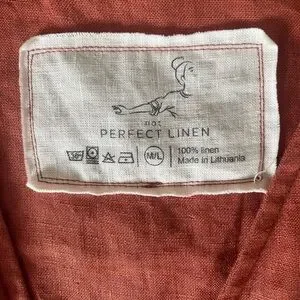 not
PERFECT LINEN
M/L
100% linen
Made in Lithuania